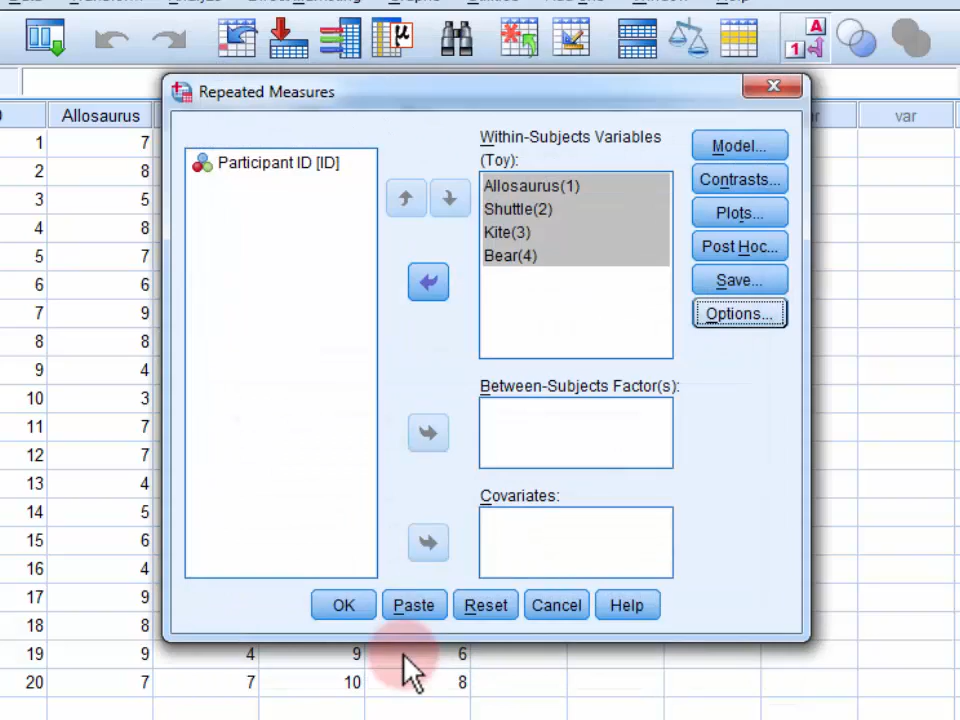 Repeated Measures
Participant ID [ID]
Within-Subjects Variables
(Toy):
Allosaurus(1)
Shuttle(2)
Kite(3)
Bear(4)
Model...
Contrasts...
Plots...
Post Hoc...
Save...
Options...
Between-Subjects Factor(s):
Covariates:
OK Paste Reset Cancel Help
Allosaurus var
1 7
2 8
3 5
4 8
5 7
6 6
7 9
8 8
9 4
10 3
11 7
12 7
13 4
14 5
15 6
16 4
17 9
18 8
19 9 4 9 6
20 7 7 10 8